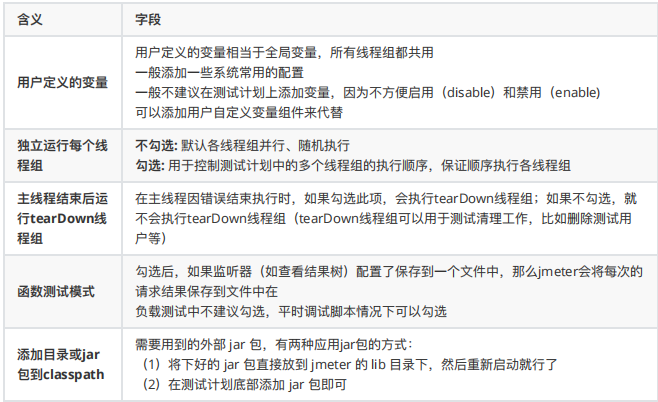 含义
字段
用户定义的变量
用户定义的变量相当于全局变量，所有线程组都共用
一般添加一些系统常用的配置
一般不建议在测试计划上添加变量，因为不方便启用（disable）和禁用（enable)
可以添加用户自定义变量组件来代替
独立运行每个线
程组
不勾选: 默认各线程组并行、随机执行
勾选: 用于控制测试计划中的多个线程组的执行顺序，保证顺序执行各线程组
主线程结束后运
行tearDown线
程组
在主线程因错误结束执行时，如果勾选此项，会执行tearDown线程组；如果不勾选，就
不会执行tearDown线程组（tearDown线程组可以用于测试清理工作，比如删除测试用
户等）
函数测试模式
勾选后，如果监听器（如查看结果树）配置了保存到一个文件中，那么jmeter会将每次的
请求结果保存到文件中在
负载测试中不建议勾选，平时调试脚本情况下可以勾选
添加目录或jar
包到classpath
需要用到的外部 jar 包，有两种应用jar包的方式：
（1）将下好的 jar 包直接放到 jmeter 的 lib 目录下，然后重新启动就行了
（2）在测试计划底部添加 jar 包即可